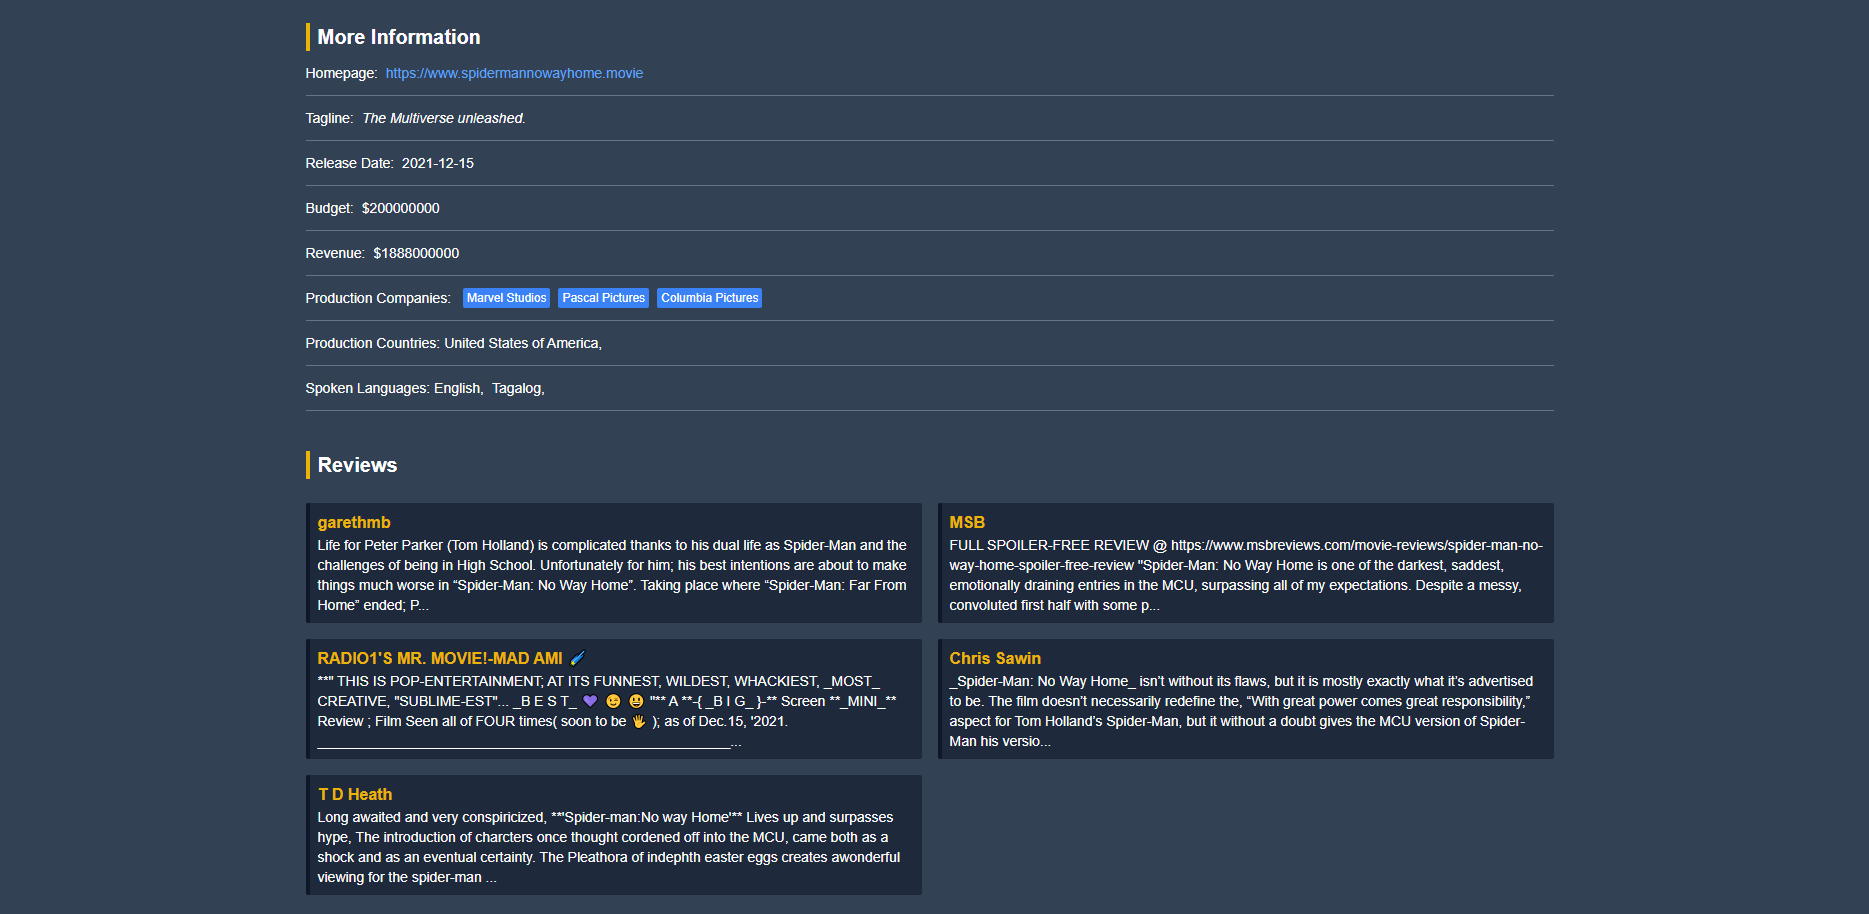 More Information
Homepage: https://www.spidermannowayhome.movie
Tagline: The Multiverse unleashed.
Release Date: 2021-12-15
Budget: $200000000
Revenue: $1888000000
Production Companies: Marvel Studios Pascal Pictures Columbia Pictures
Production Countries: United States of America,
Spoken Languages: English, Tagalog,
Reviews
garethmb
Life for Peter Parker (Tom Holland) is complicated thanks to his dual life as Spider-Man and the
challenges of being in High School. Unfortunately for him; his best intentions are about to make
things much worse in “Spider-Man: No Way Home”. Taking place where “Spider-Man: Far From
Home” ended; P...
MSB
FULL SPOILER-FREE REVIEW @ https://www.msbreviews.com/movie-reviews/spider-man-no-
way-home-spoiler-free-review "Spider-Man: No Way Home is one of the darkest, saddest,
emotionally draining entries in the MCU, surpassing all of my expectations. Despite a messy,
convoluted first half with some p...
RADIO1'S MR. MOVIE!-MAD AMI
**" THIS IS POP-ENTERTAINMENT; AT ITS FUNNEST, WILDEST, WHACKIEST, _MOST_
CREATIVE, "SUBLIME-EST"... _B E S T_ 💜 😉 😃 "** A **-{ _B I G_ }-** Screen **_MINI_**
Review ; Film Seen all of FOUR times( soon to be 🖐 ); as of Dec.15, '2021.
_____________________________________________________...
Chris Sawin
_Spider-Man: No Way Home_ isn’t without its flaws, but it is mostly exactly what it’s advertised
to be. The film doesn’t necessarily redefine the, “With great power comes great responsibility,”
aspect for Tom Holland’s Spider-Man, but it without a doubt gives the MCU version of Spider-
Man his versio...
T D Heath
Long awaited and very conspiricized, **'Spider-man:No way Home'** Lives up and surpasses
hype, The introduction of charcters once thought cordened off into the MCU, came both as a
shock and as an eventual certainty. The Pleathora of indephth easter eggs creates awonderful
viewing for the spider-man ...